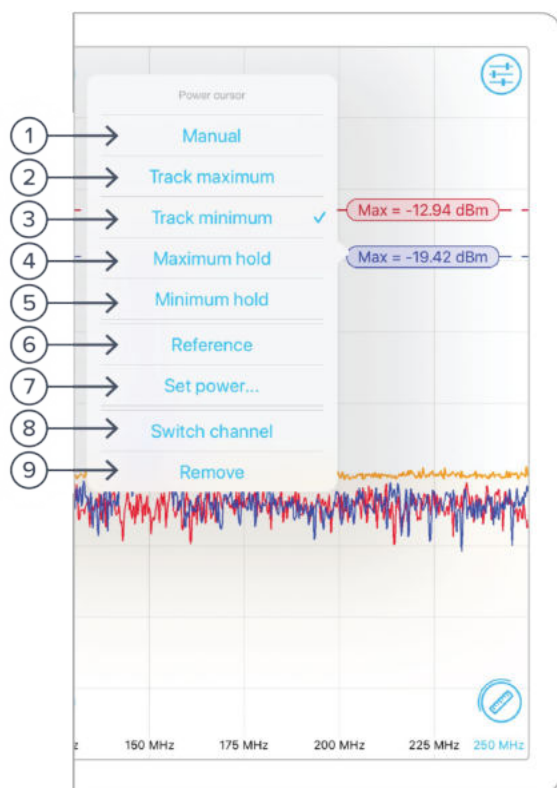 Power cursor
1 Manual
2 Track maximum
3 Track minimum ✓
Max = -12.94 dBm
4 Maximum hold
Max = -19.42 dBm
5 Minimum hold
6 Reference
7 Set power...
8 Switch channel
9 Remove
z 150 MHz 175 MHz 200 MHz 225 MHz 250 MHz